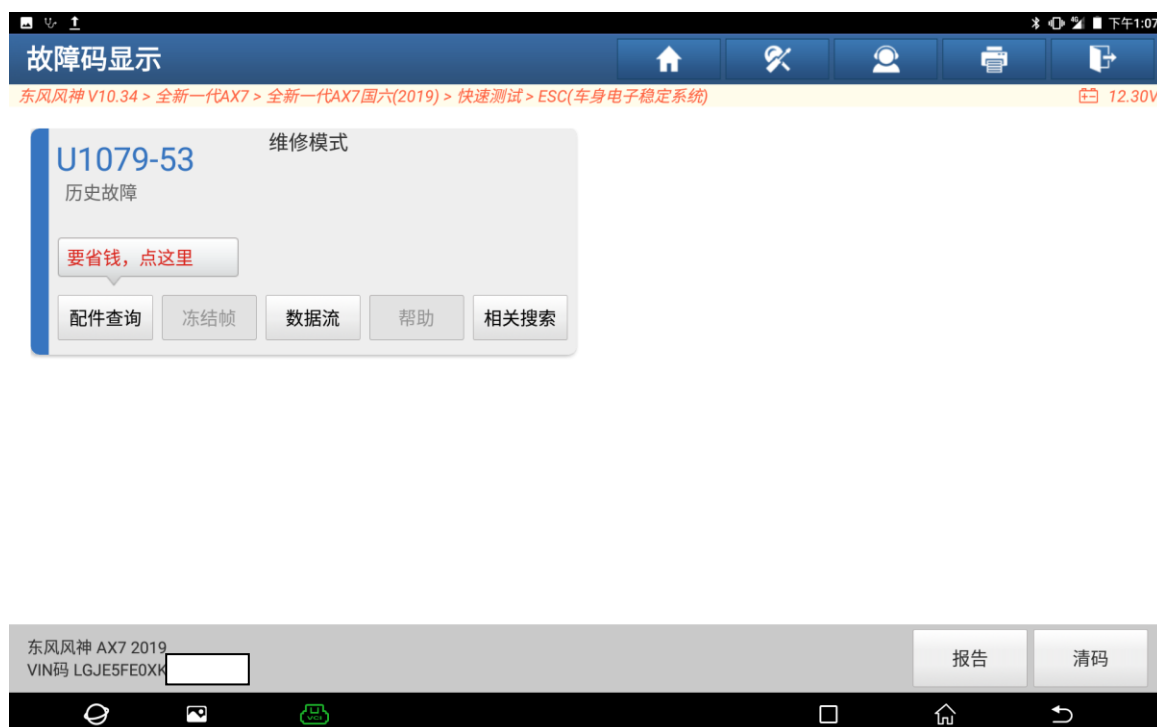 4G 下午1:07
故障码显示
东风风神 V10.34 > 全新一代AX7 > 全新一代AX7国六(2019) > 快速测试 > ESC(车身电子稳定系统)
12.30V
U1079-53
维修模式
历史故障
要省钱，点这里
配件查询
冻结帧
数据流
帮助
相关搜索
东风风神 AX7 2019
VIN码 LGJE5FE0XK
报告
清码
VCI